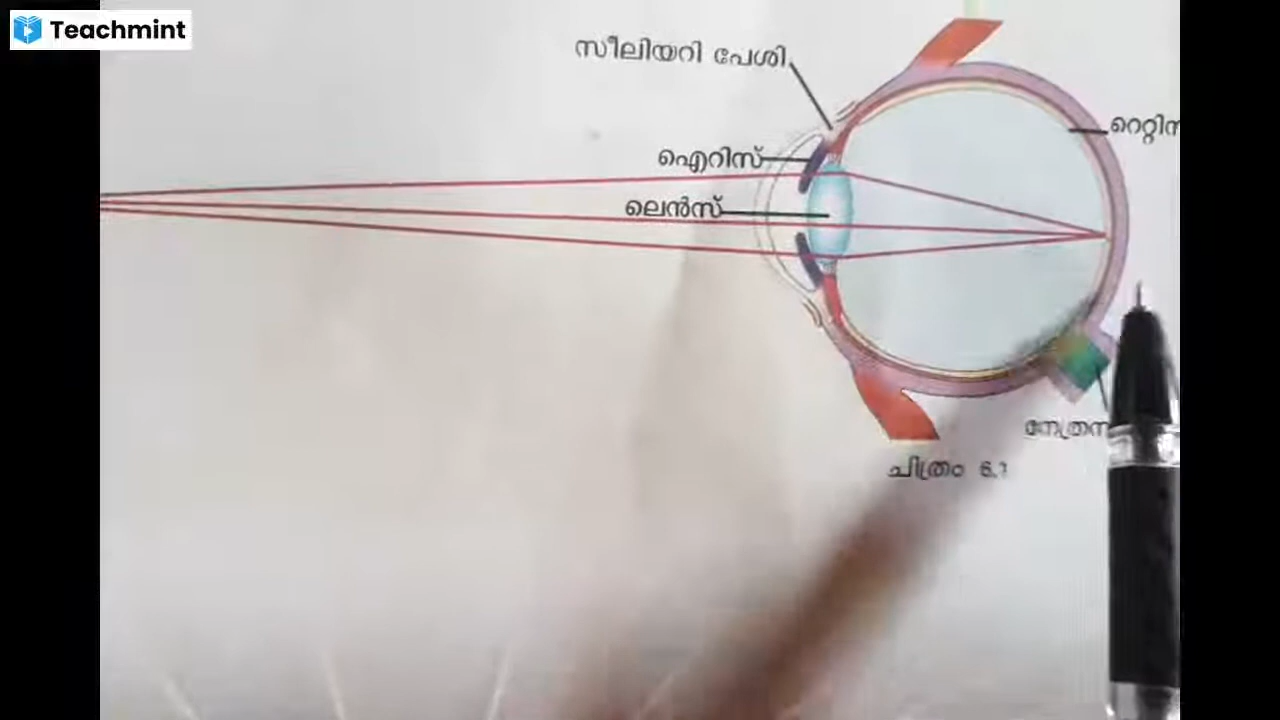 Teachmint
സീലിയറി പേശി
ഐറിസ്
ലെൻസ്
ചിത്രം 6.1